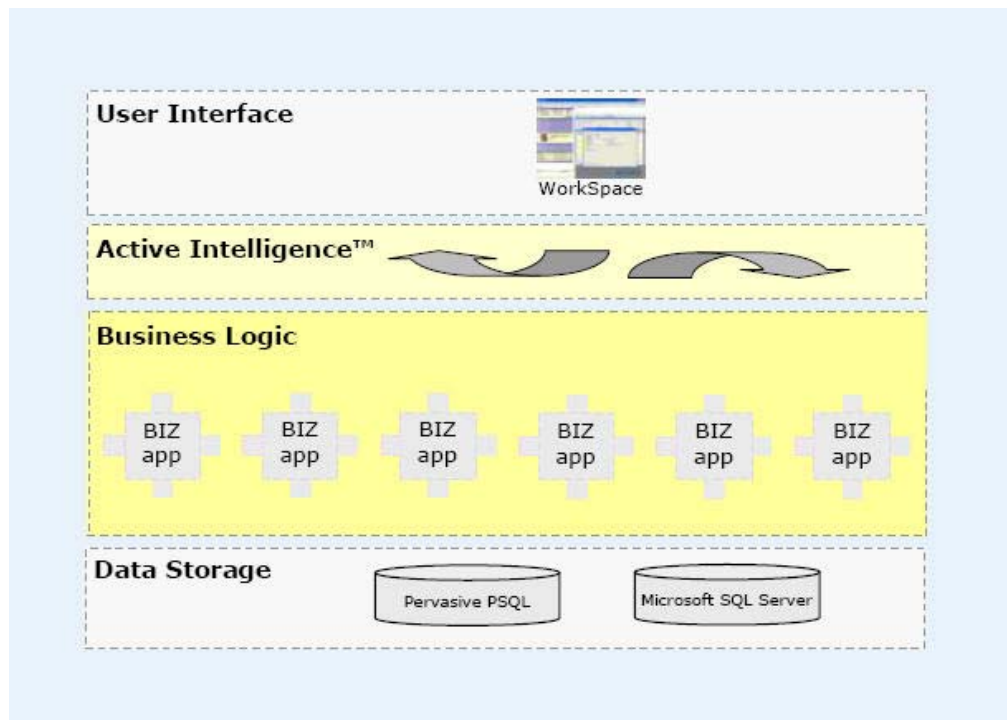 User Interface
WorkSpace
Active Intelligence™
Business Logic
BIZ BIZ BIZ BIZ BIZ BIZ
app app app app app app
Data Storage
Pervasive PSQL
Microsoft SQL Server